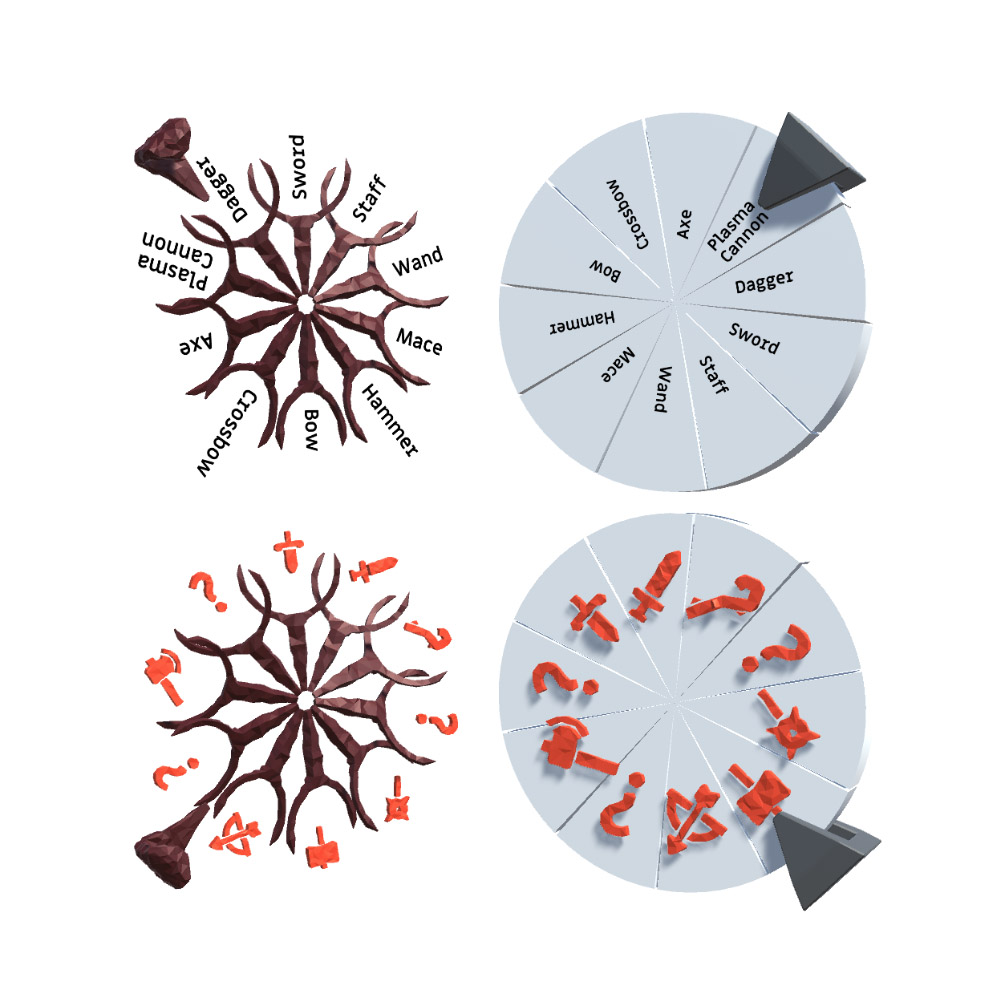 Sword
Staff
Wand
Mace
Hammer
Bow
Crossbow
Axe
Plasma
Cannon
Dagger
Plasma
Cannon
Dagger
Sword
Staff
Wand
Mace
Hammer
Bow
Crossbow
Axe